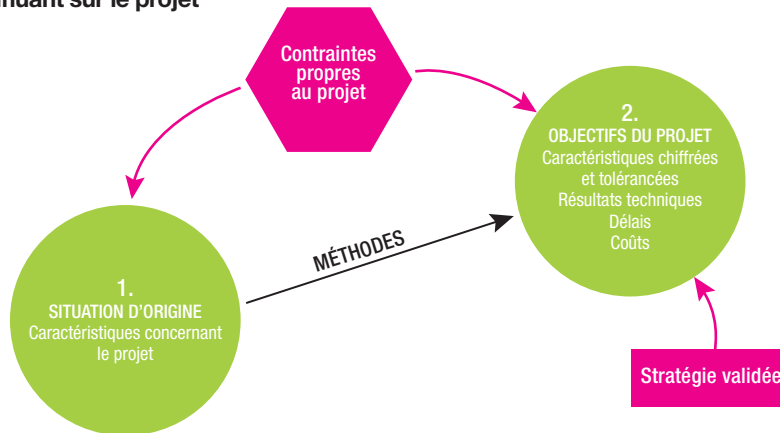 sur le projet
Contraintes
propres
au projet
2.
OBJECTIFS DU PROJET
Caractéristiques chiffrées
et tolérancées
Résultats techniques
Délais
Coûts
MÉTHODES
1.
SITUATION D'ORIGINE
Caractéristiques concernant
le projet
Stratégie validée